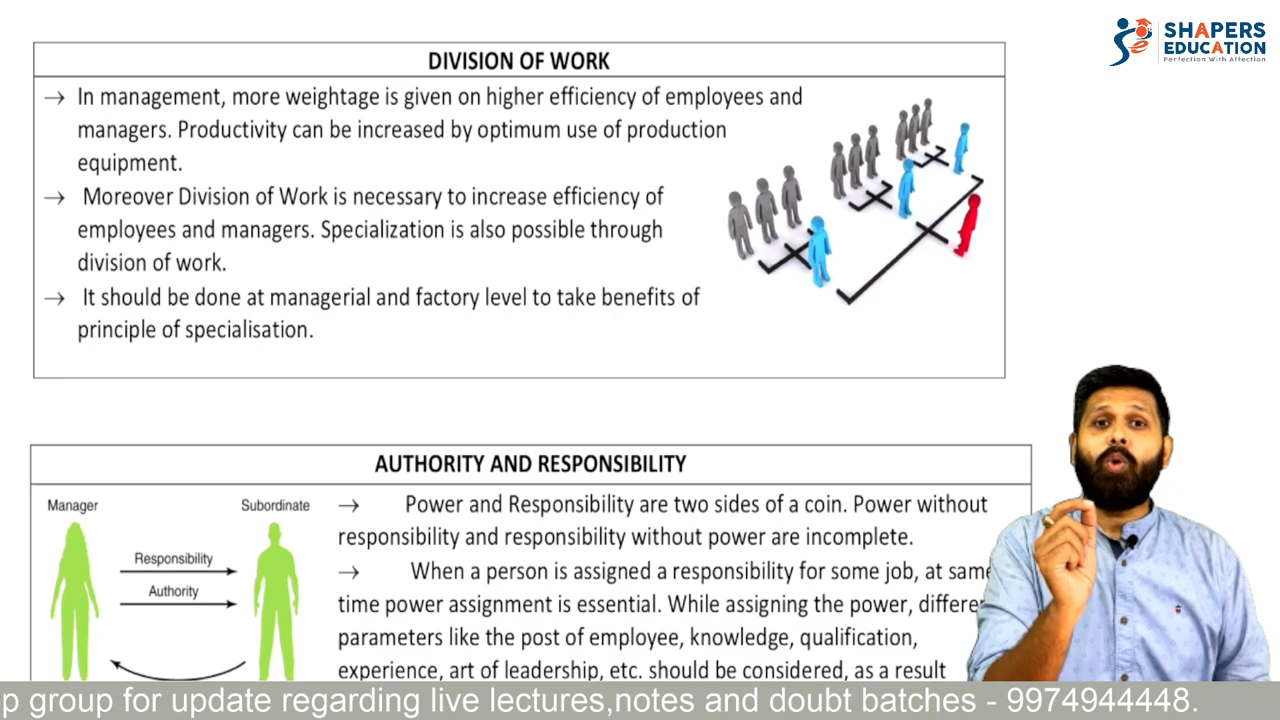 SHAPERS
EDUCATION
Perfection With Affection
DIVISION OF WORK
→ In management, more weightage is given on higher efficiency of employees and
managers. Productivity can be increased by optimum use of production
equipment.
→ Moreover Division of Work is necessary to increase efficiency of
employees and managers. Specialization is also possible through
division of work.
→ It should be done at managerial and factory level to take benefits of
principle of specialisation.
AUTHORITY AND RESPONSIBILITY
Manager
Subordinate
Responsibility
Authority
→ Power and Responsibility are two sides of a coin. Power without
responsibility and responsibility without power are incomplete.
→ When a person is assigned a responsibility for some job, at same
time power assignment is essential. While assigning the power,
parameters like the post of employee, knowledge, qualification,
experience, art of leadership, etc. should be considered, as a result
p group for update regarding live lectures,notes and doubt batches - 9974944448.